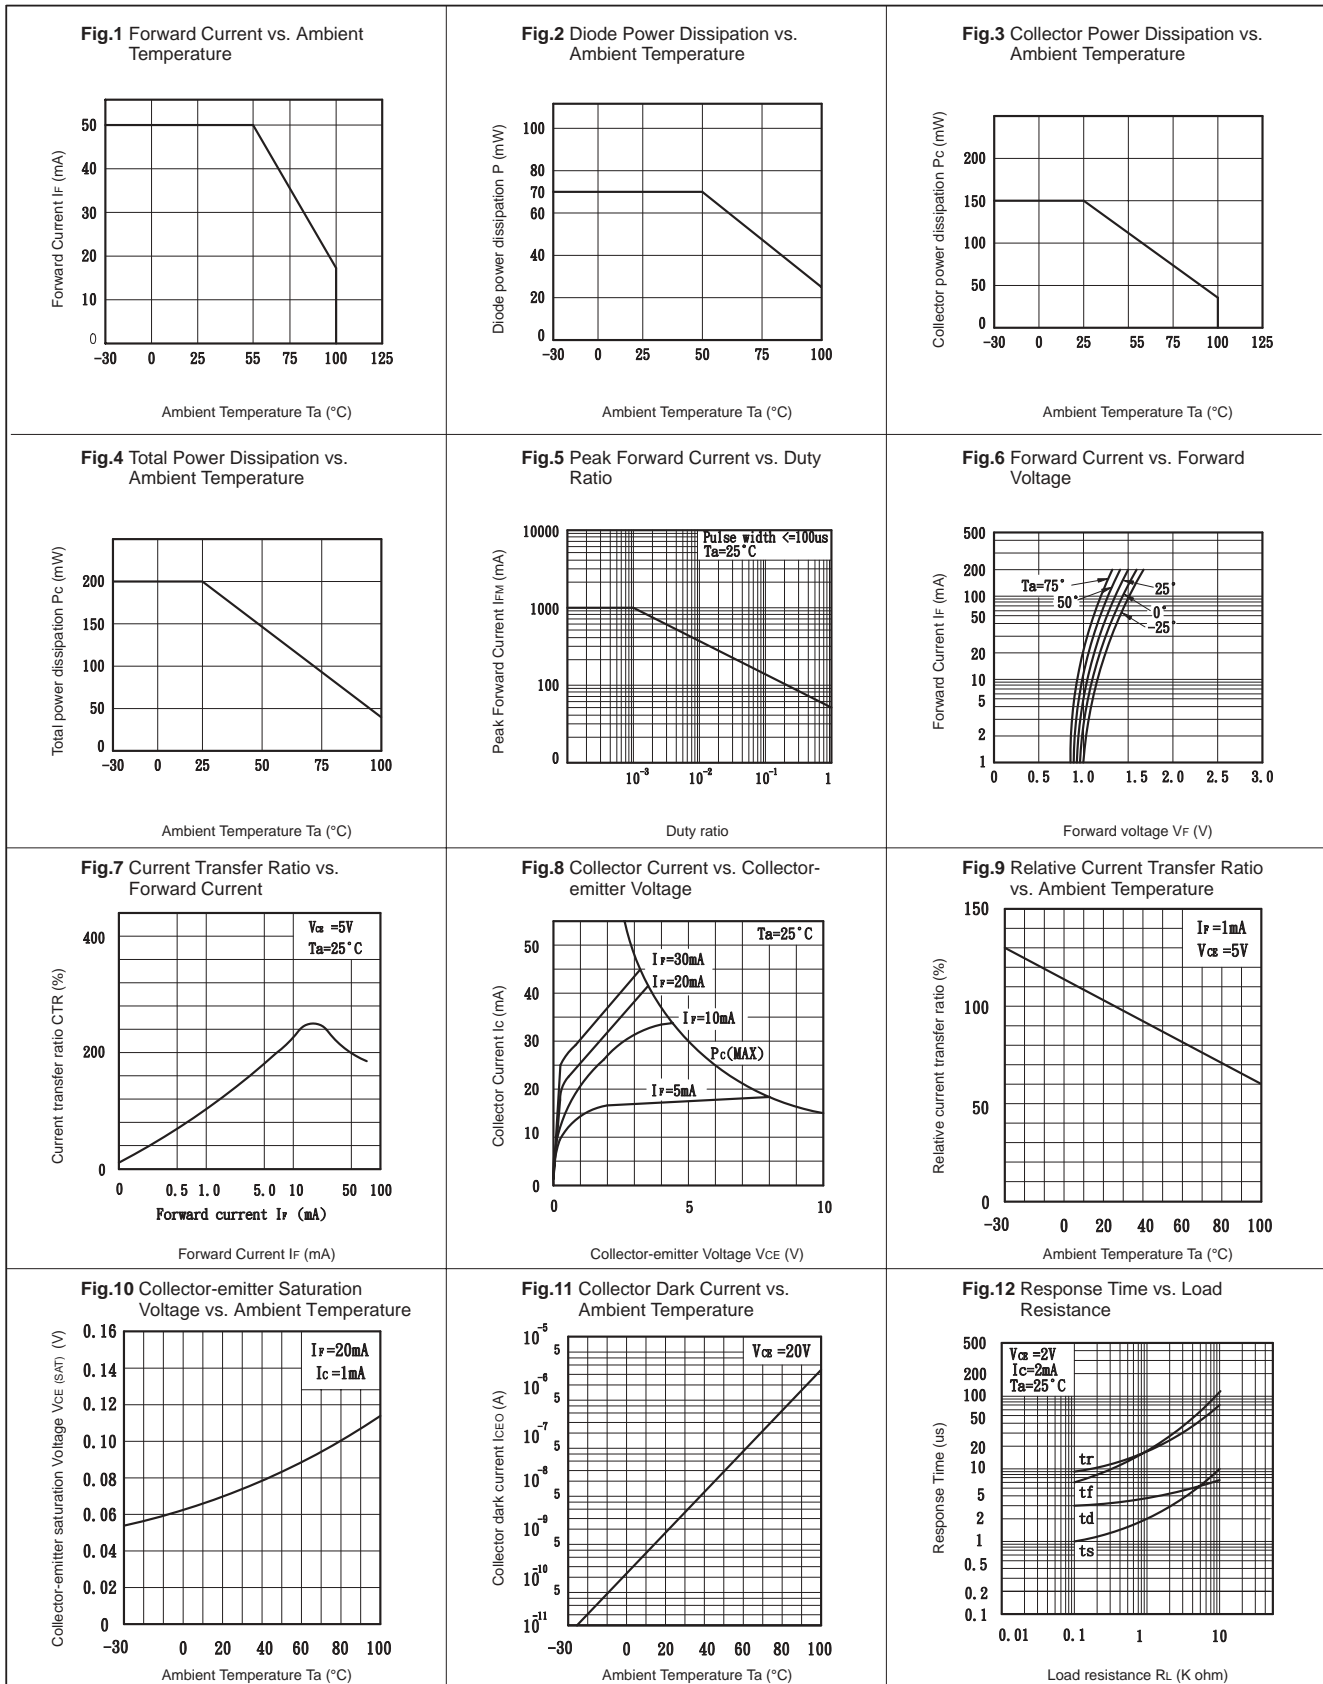 Fig.1 Forward Current vs. Ambient
Temperature
Forward Current IF (mA)
50
40
30
20
10
0
-30 0 25 55 75 100 125
Ambient Temperature Ta (°C)
Fig.2 Diode Power Dissipation vs.
Ambient Temperature
Diode power dissipation P (mW)
100
80
70
60
40
20
0
-30 0 25 50 75 100
Ambient Temperature Ta (°C)
Fig.3 Collector Power Dissipation vs.
Ambient Temperature
Collector power dissipation Pc (mW)
200
150
100
50
0
-30 0 25 55 75 100 125
Ambient Temperature Ta (°C)
Fig.4 Total Power Dissipation vs.
Ambient Temperature
Total power dissipation Pc (mW)
200
150
100
50
0
-30 0 25 50 75 100
Ambient Temperature Ta (°C)
Fig.5 Peak Forward Current vs. Duty
Ratio
Peak Forward Current IFM (mA)
10000
1000
100
0
Pulse width <=100us
Ta=25°C
10⁻³ 10⁻² 10⁻¹ 1
Duty ratio
Fig.6 Forward Current vs. Forward
Voltage
Forward Current IF (mA)
500
200
100
50
20
10
5
2
1
Ta=75°
50°
25°
0°
-25°
0 0.5 1.0 1.5 2.0 2.5 3.0
Forward voltage VF (V)
Fig.7 Current Transfer Ratio vs.
Forward Current
Current transfer ratio CTR (%)
400
200
0
VCE =5V
Ta=25°C
0 0.5 1.0 5.0 10 50 100
Forward current IF (mA)
Forward Current IF (mA)
Fig.8 Collector Current vs. Collector-
emitter Voltage
Collector Current Ic (mA)
50
40
30
20
10
0
Ta=25°C
IF=30mA
IF=20mA
IF=10mA
Pc(MAX)
IF=5mA
0 5 10
Collector-emitter Voltage VCE (V)
Fig.9 Relative Current Transfer Ratio
vs. Ambient Temperature
Relative current transfer ratio (%)
150
100
50
0
IF=1mA
VCE =5V
-30 0 20 40 60 80 100
Ambient Temperature Ta (°C)
Fig.10 Collector-emitter Saturation
Voltage vs. Ambient Temperature
Collector-emitter saturation Voltage VCE (SAT) (V)
0.16
0.14
0.12
0.10
0.08
0.06
0.04
0.02
0
IF=20mA
Ic=1mA
-30 0 20 40 60 80 100
Ambient Temperature Ta (°C)
Fig.11 Collector Dark Current vs.
Ambient Temperature
Collector dark current ICEO (A)
10⁻⁵
5
10⁻⁶
5
10⁻⁷
5
10⁻⁸
5
10⁻⁹
5
10⁻¹⁰
5
10⁻¹¹
VCE =20V
-30 0 20 40 60 80 100
Ambient Temperature Ta (°C)
Fig.12 Response Time vs. Load
Resistance
Response Time (us)
500
200
100
50
20
10
5
2
1
0.5
0.2
0.1
VCE =2V
Ic=2mA
Ta=25°C
tr
tf
td
ts
0.01 0.1 1 10
Load resistance RL (K ohm)